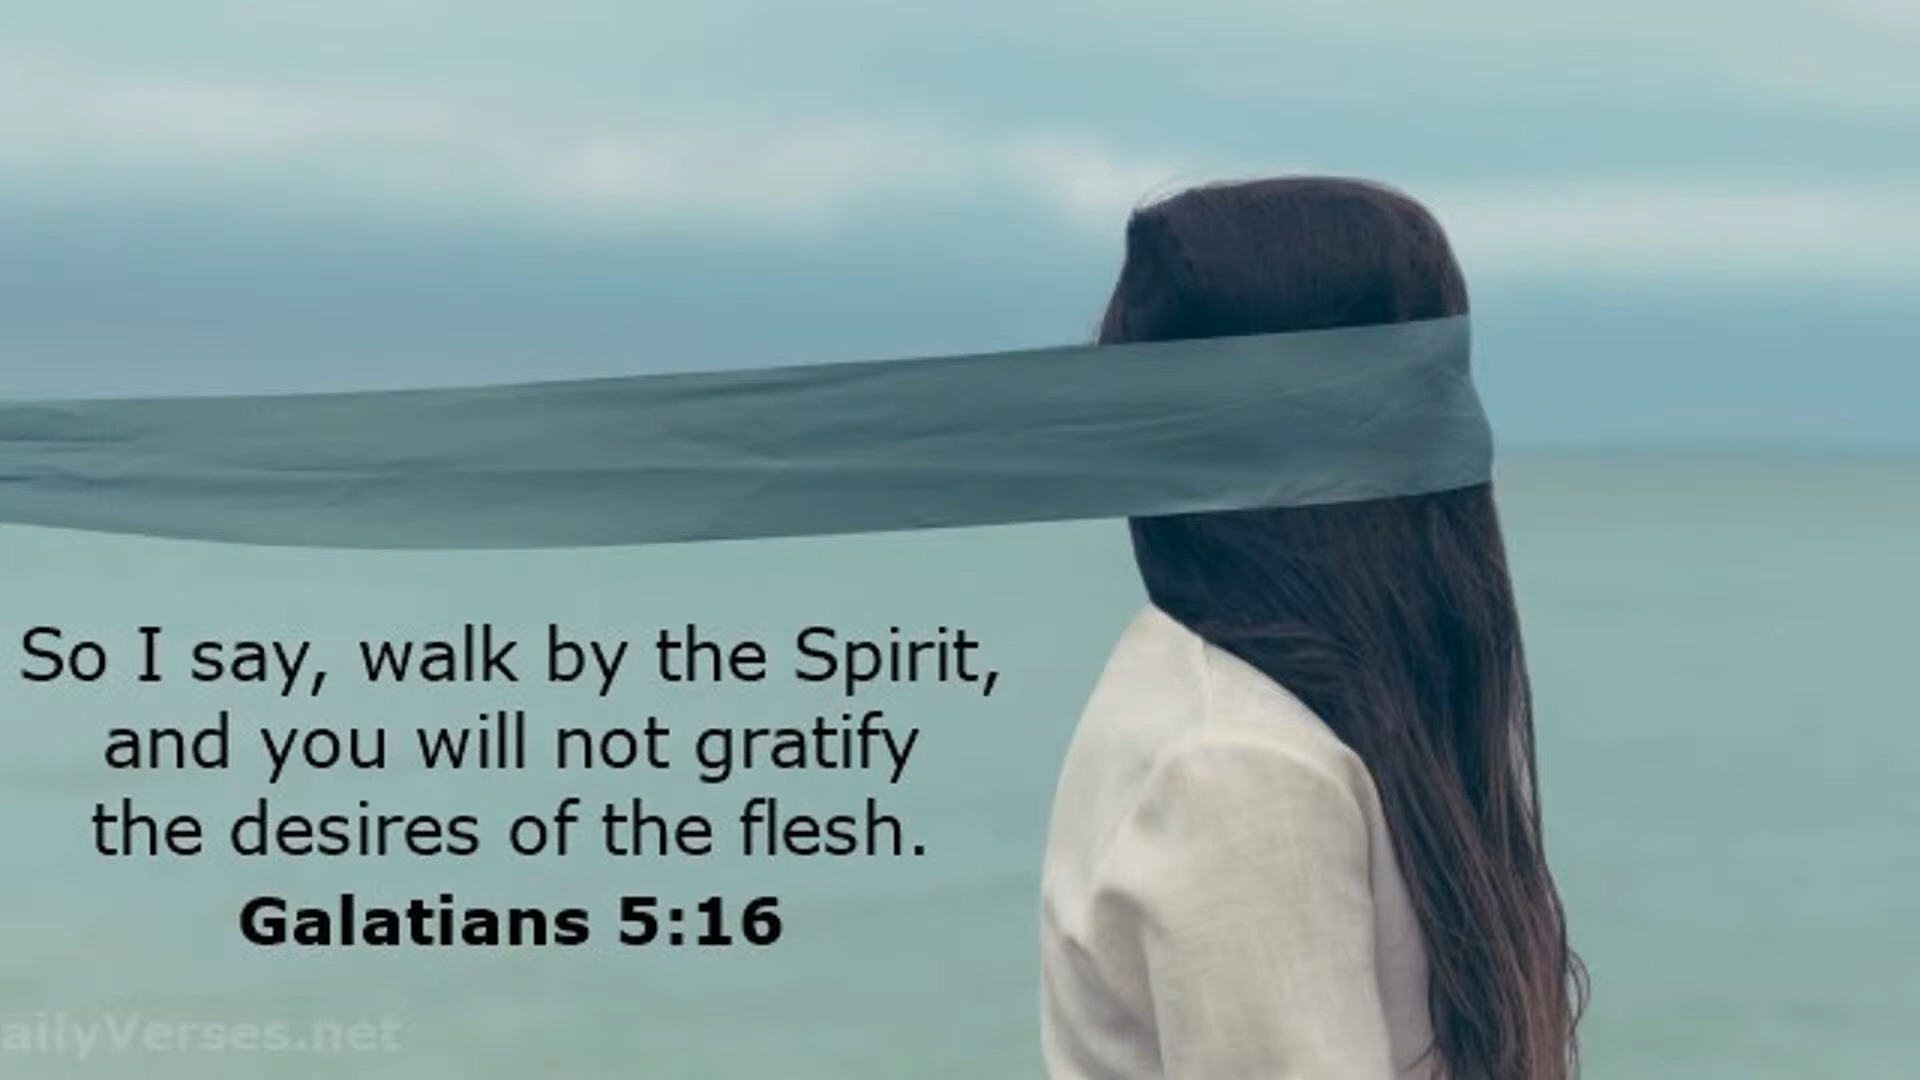 So I say, walk by the Spirit,
and you will not gratify
the desires of the flesh.
Galatians 5:16
ailyVerses.net